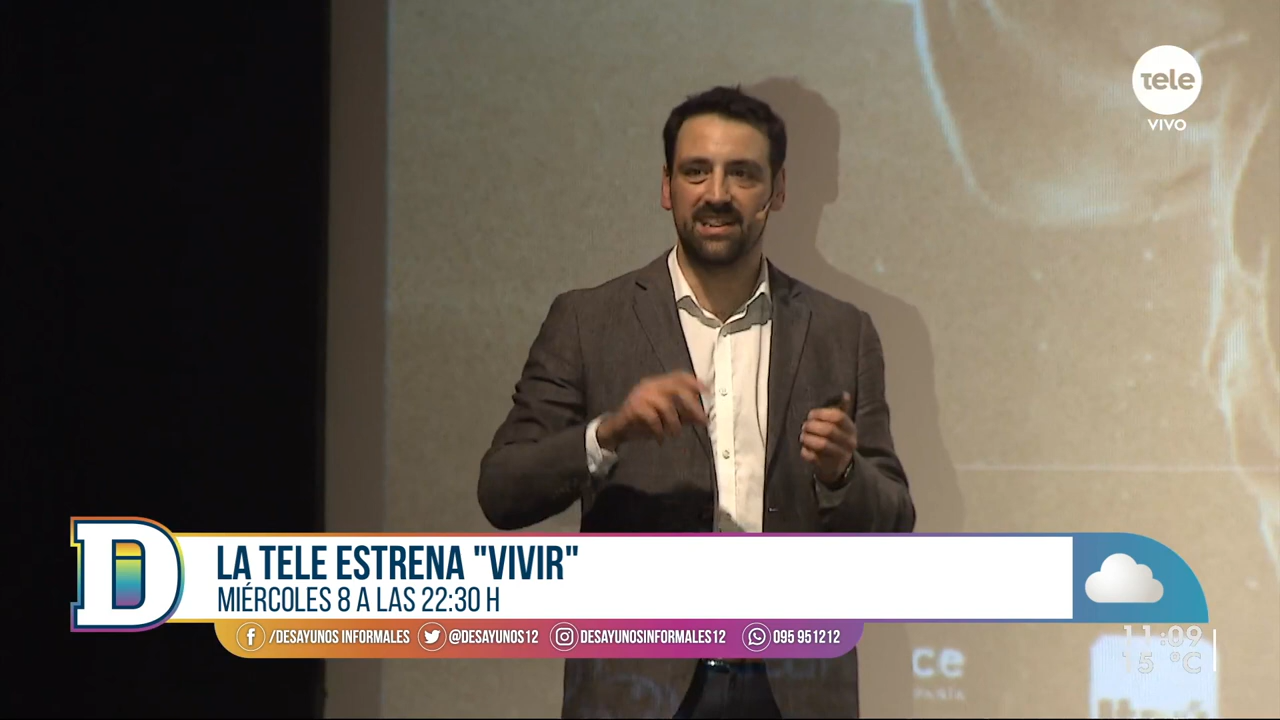 tele
VIVO
LA TELE ESTRENA "VIVIR"
MIÉRCOLES 8 A LAS 22:30 H
/DESAYUNOS INFORMALES @DESAYUNOS12 DESAYUNOSINFORMALES12 095 951212
11:09
15 °C
ce